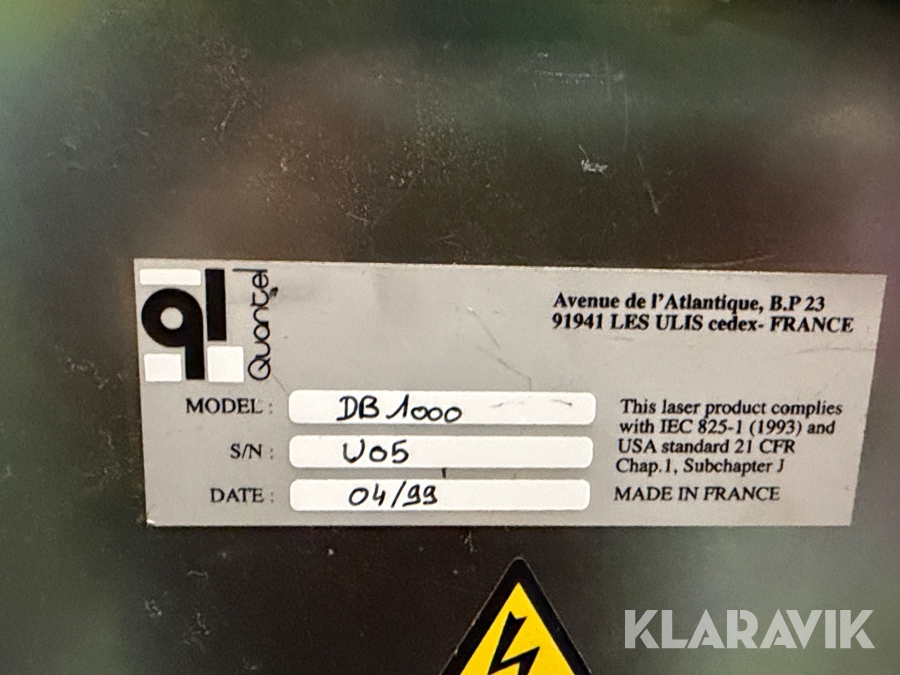 ql
Quantel
Avenue de l'Atlantique, B.P 23
91941 LES ULIS cedex- FRANCE
MODEL : DB 1000
S/N : U05
DATE : 04/99
This laser product complies
with IEC 825-1 (1993) and
USA standard 21 CFR
Chap.1, Subchapter J
MADE IN FRANCE
KLARAVIK